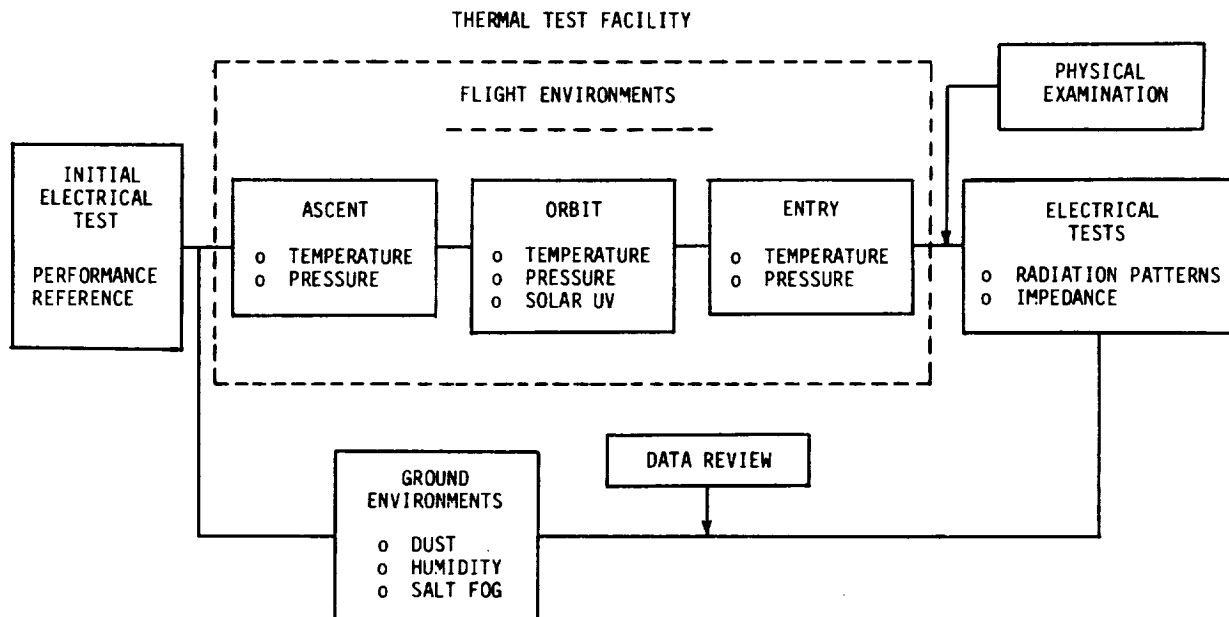 THERMAL TEST FACILITY
FLIGHT ENVIRONMENTS
PHYSICAL
EXAMINATION
INITIAL
ELECTRICAL
TEST
PERFORMANCE
REFERENCE
ASCENT
o TEMPERATURE
o PRESSURE
ORBIT
o TEMPERATURE
o PRESSURE
o SOLAR UV
ENTRY
o TEMPERATURE
o PRESSURE
ELECTRICAL
TESTS
o RADIATION PATTERNS
o IMPEDANCE
GROUND
ENVIRONMENTS
o DUST
o HUMIDITY
o SALT FOG
DATA REVIEW